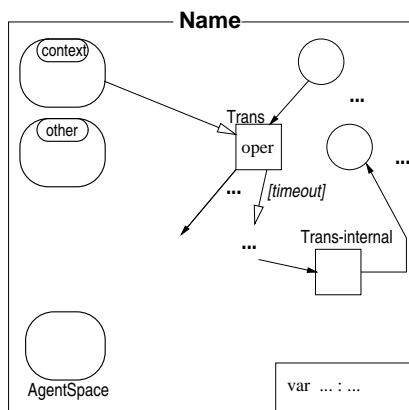 Name
context
other
Trans
oper
...
...
...
[timeout]
...
Trans-internal
AgentSpace
var ... : ...